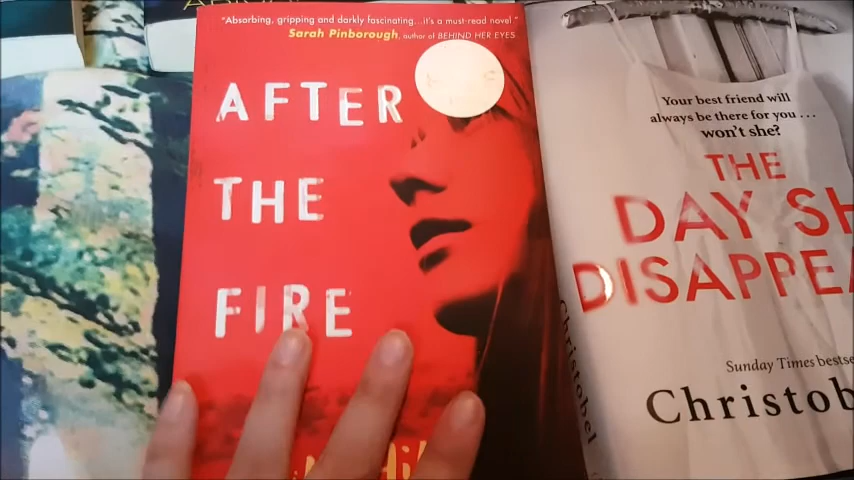 "Absorbing, gripping and darkly fascinating...it's a must-read novel"
Sarah Pinborough, author of BEHIND HER EYES
AFTER
THE
FIRE
Your best friend will
always be there for you ...
won't she?
THE
DAY SH
DISAPPEA
Sunday Times bestse
Christob
Christobel